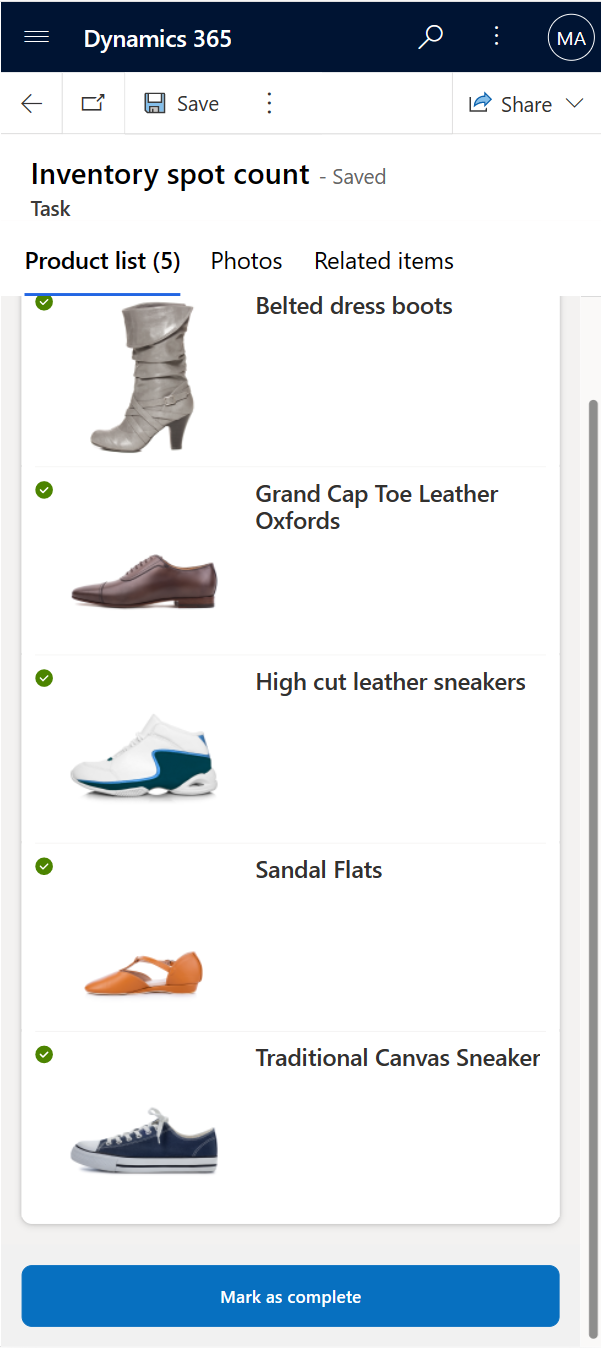 Dynamics 365
MA
Save
Share
Inventory spot count - Saved
Task
Product list (5)
Photos
Related items
Belted dress boots
Grand Cap Toe Leather
Oxfords
High cut leather sneakers
Sandal Flats
Traditional Canvas Sneaker
Mark as complete